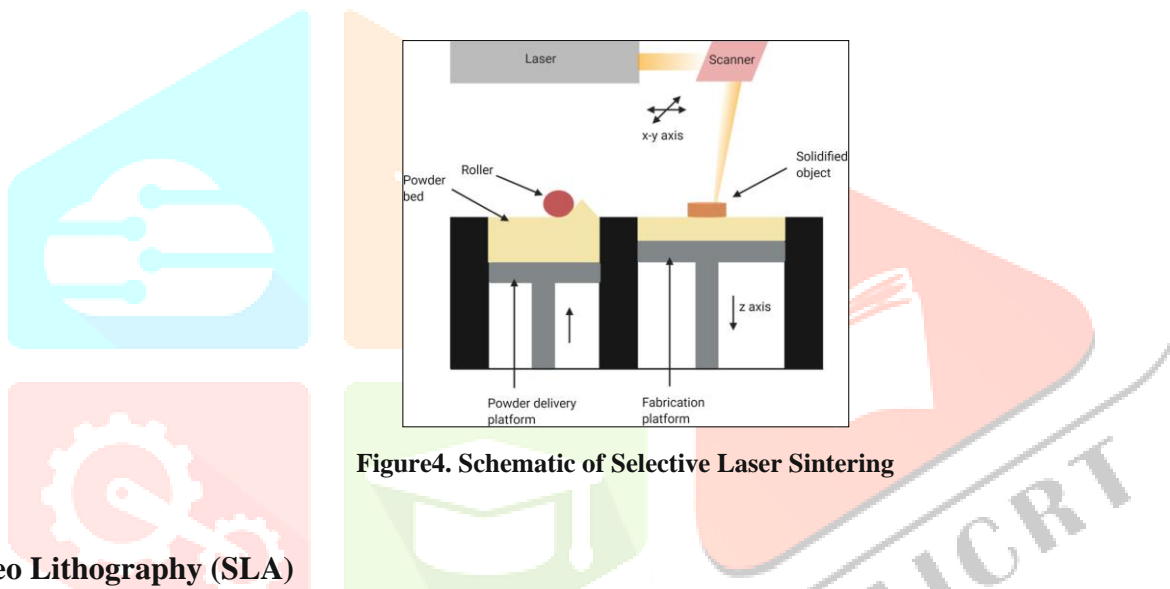 Laser
Scanner
x-y axis
Solidified
object
Roller
Powder
bed
z axis
Powder delivery
platform
Fabrication
platform
Figure4. Schematic of Selective Laser Sintering
eo Lithography (SLA)
IJCRT